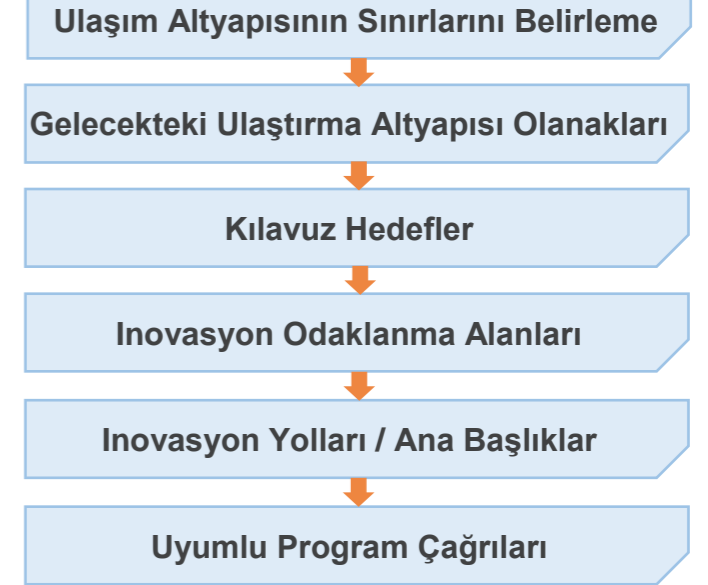 Ulaşım Altyapısının Sınırlarını Belirleme
Gelecekteki Ulaştırma Altyapısı Olanakları
Kılavuz Hedefler
Inovasyon Odaklanma Alanları
Inovasyon Yolları / Ana Başlıklar
Uyumlu Program Çağrıları